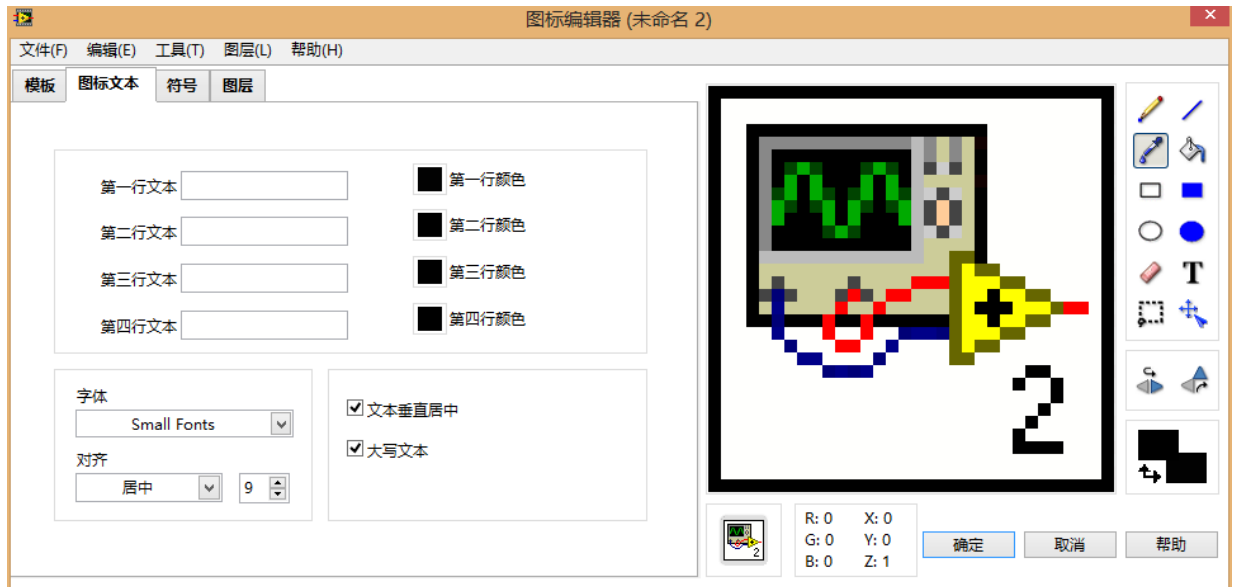 图标编辑器 (未命名 2)
文件(F) 编辑(E) 工具(T) 图层(L) 帮助(H)
模板 图标文本 符号 图层
第一行文本 第一行颜色
第二行文本 第二行颜色
第三行文本 第三行颜色
第四行文本 第四行颜色
字体
Small Fonts
对齐
居中 9
文本垂直居中
大写文本
2
T
2
R: 0 X: 0
G: 0 Y: 0
B: 0 Z: 1
确定 取消 帮助